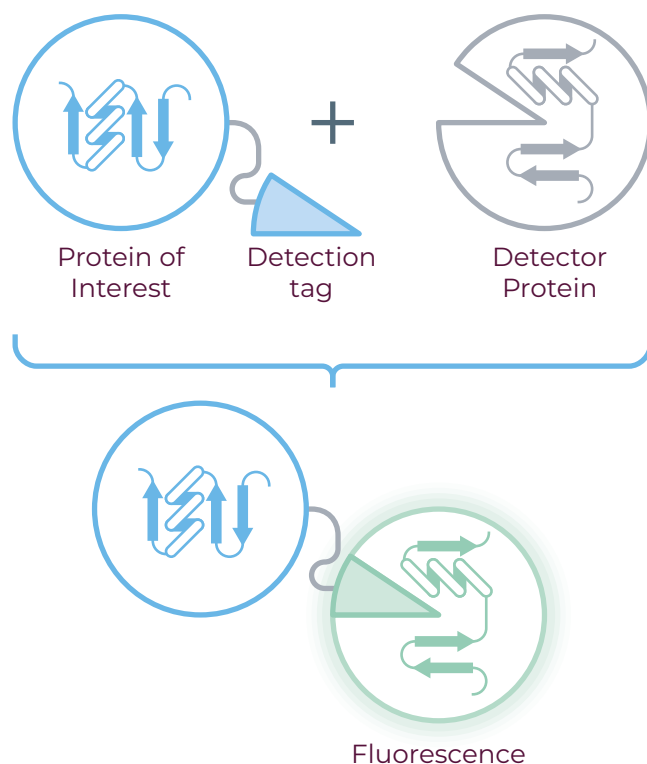 Protein of
Interest
Detection
tag
+
Detector
Protein
Fluorescence